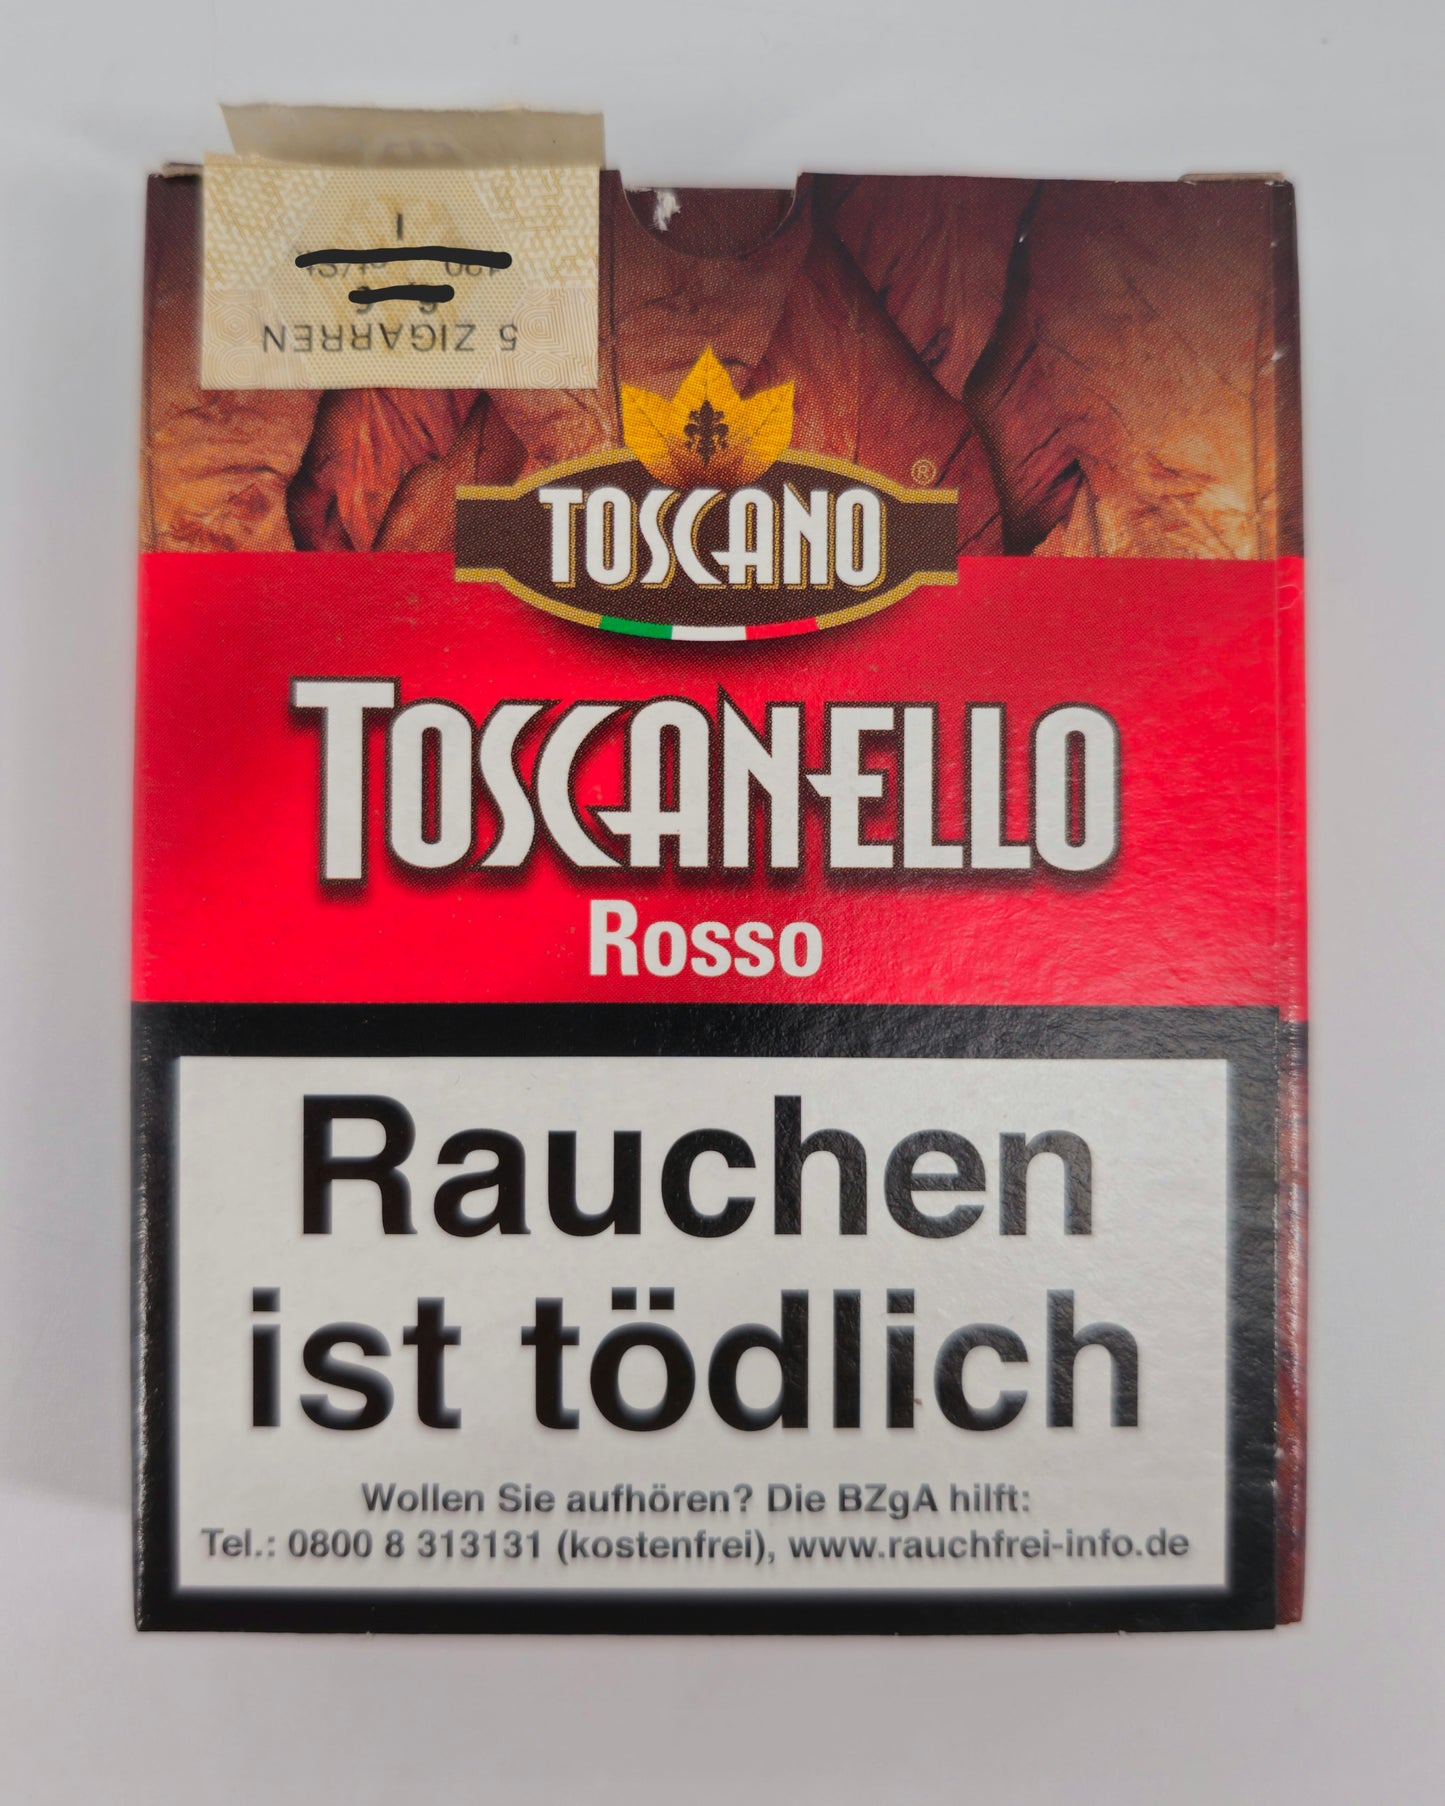 5 ZIGARREN
TOSCANO
®
TOSCANELLO
Rosso
Rauchen
ist tödlich
Wollen Sie aufhören? Die BZgA hilft:
Tel.: 0800 8 313131 (kostenfrei), www.rauchfrei-info.de